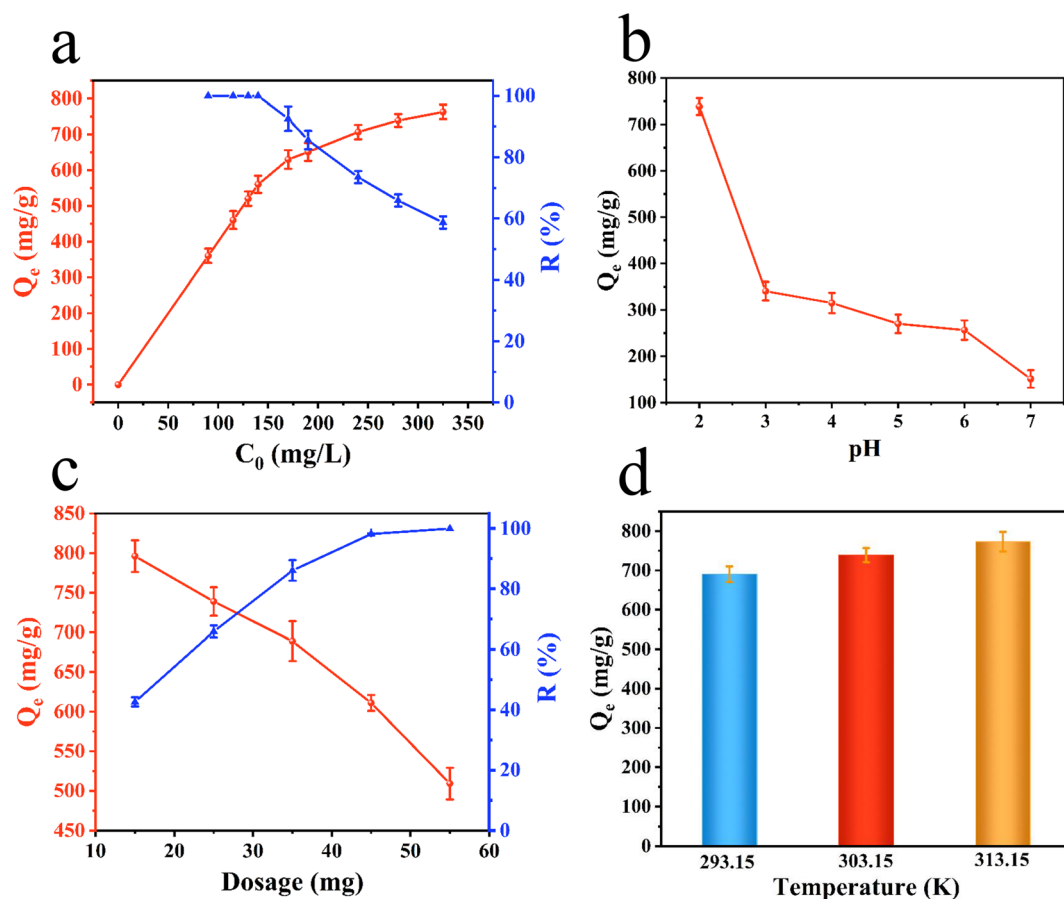 a
800
700
600
500
400
300
200
100
0
Qe (mg/g)
100
80
60
40
20
0
R (%)
0 50 100 150 200 250 300 350
C0 (mg/L)
b
800
700
600
500
400
300
200
100
Qe (mg/g)
2 3 4 5 6 7
pH
c
850
800
750
700
650
600
550
500
450
Qe (mg/g)
100
80
60
40
20
0
R (%)
10 20 30 40 50 60
Dosage (mg)
d
800
700
600
500
400
300
200
100
0
Qe (mg/g)
293.15 303.15 313.15
Temperature (K)